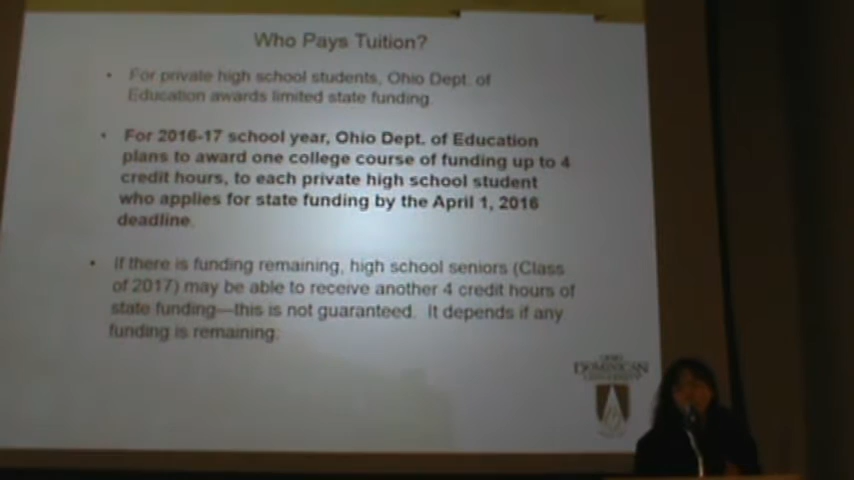 Who Pays Tuition?
• For private high school students, Ohio Dept. of
Education awards limited state funding.
• For 2016-17 school year, Ohio Dept. of Education
plans to award one college course of funding up to 4
credit hours, to each private high school student
who applies for state funding by the April 1, 2016
deadline.
• If there is funding remaining, high school seniors (Class
of 2017) may be able to receive another 4 credit hours of
state funding—this is not guaranteed. It depends if any
funding is remaining.
OHIO
DOMINICAN
UNIVERSITY